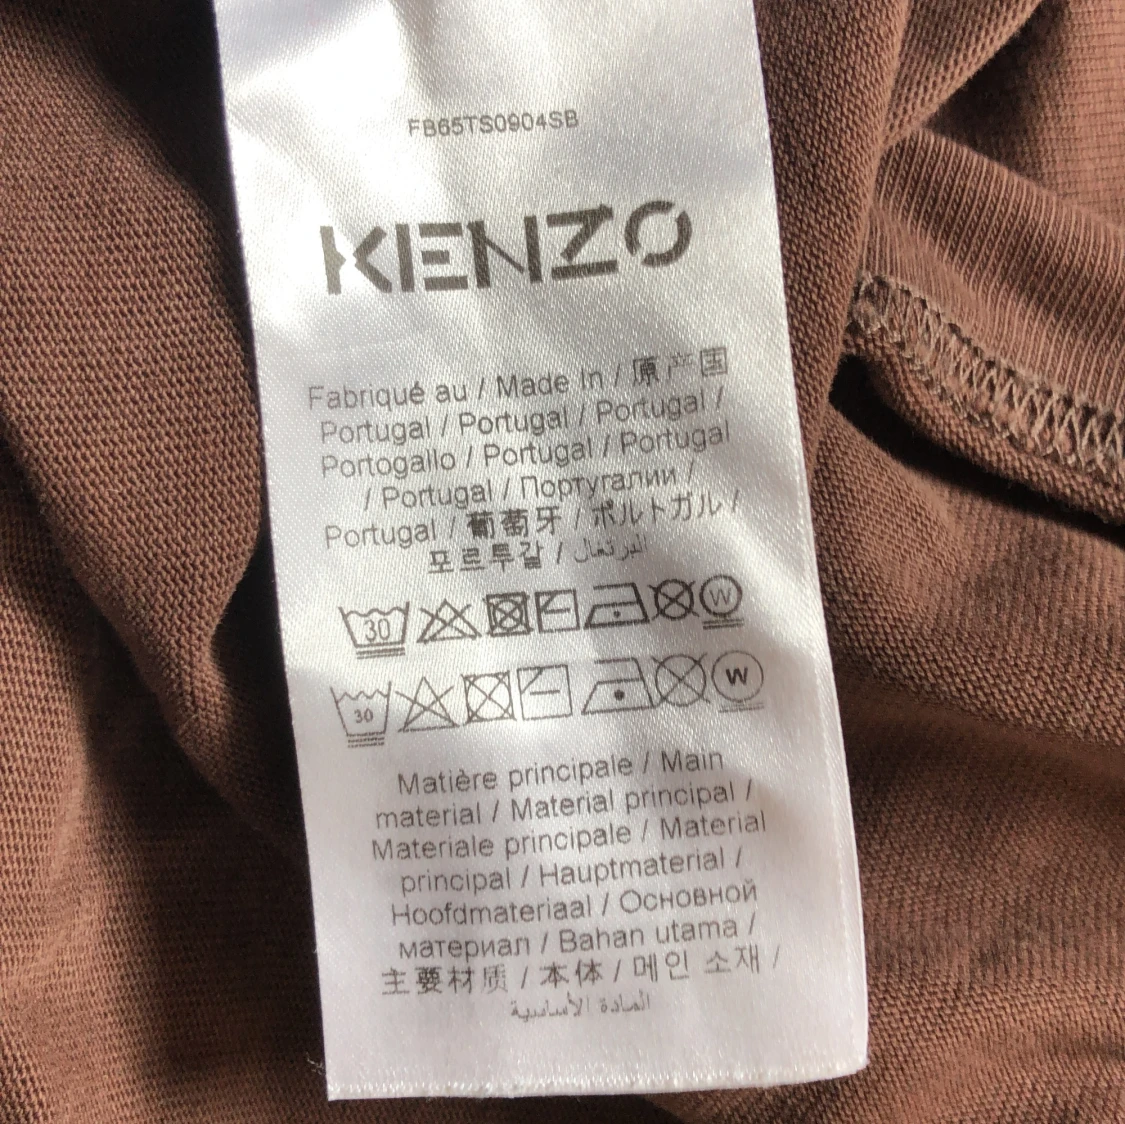 FB65TS0904SB
KENZO
Fabriqué au / Made In / 原产国
Portugal / Portugal / Portugal /
Portogallo / Portugal / Portugal
/ Portugal / Португалии /
Portugal / 葡萄牙 / ポルトガル /
포르투갈 / البرتغال
30 W
30 W
Matière principale / Main
material / Material principal /
Materiale principale / Material
principal / Hauptmaterial /
Hoofdmateriaal / Основной
материал / Bahan utama /
主要材质 / 本体 / 메인 소재 /
المادة الأساسية